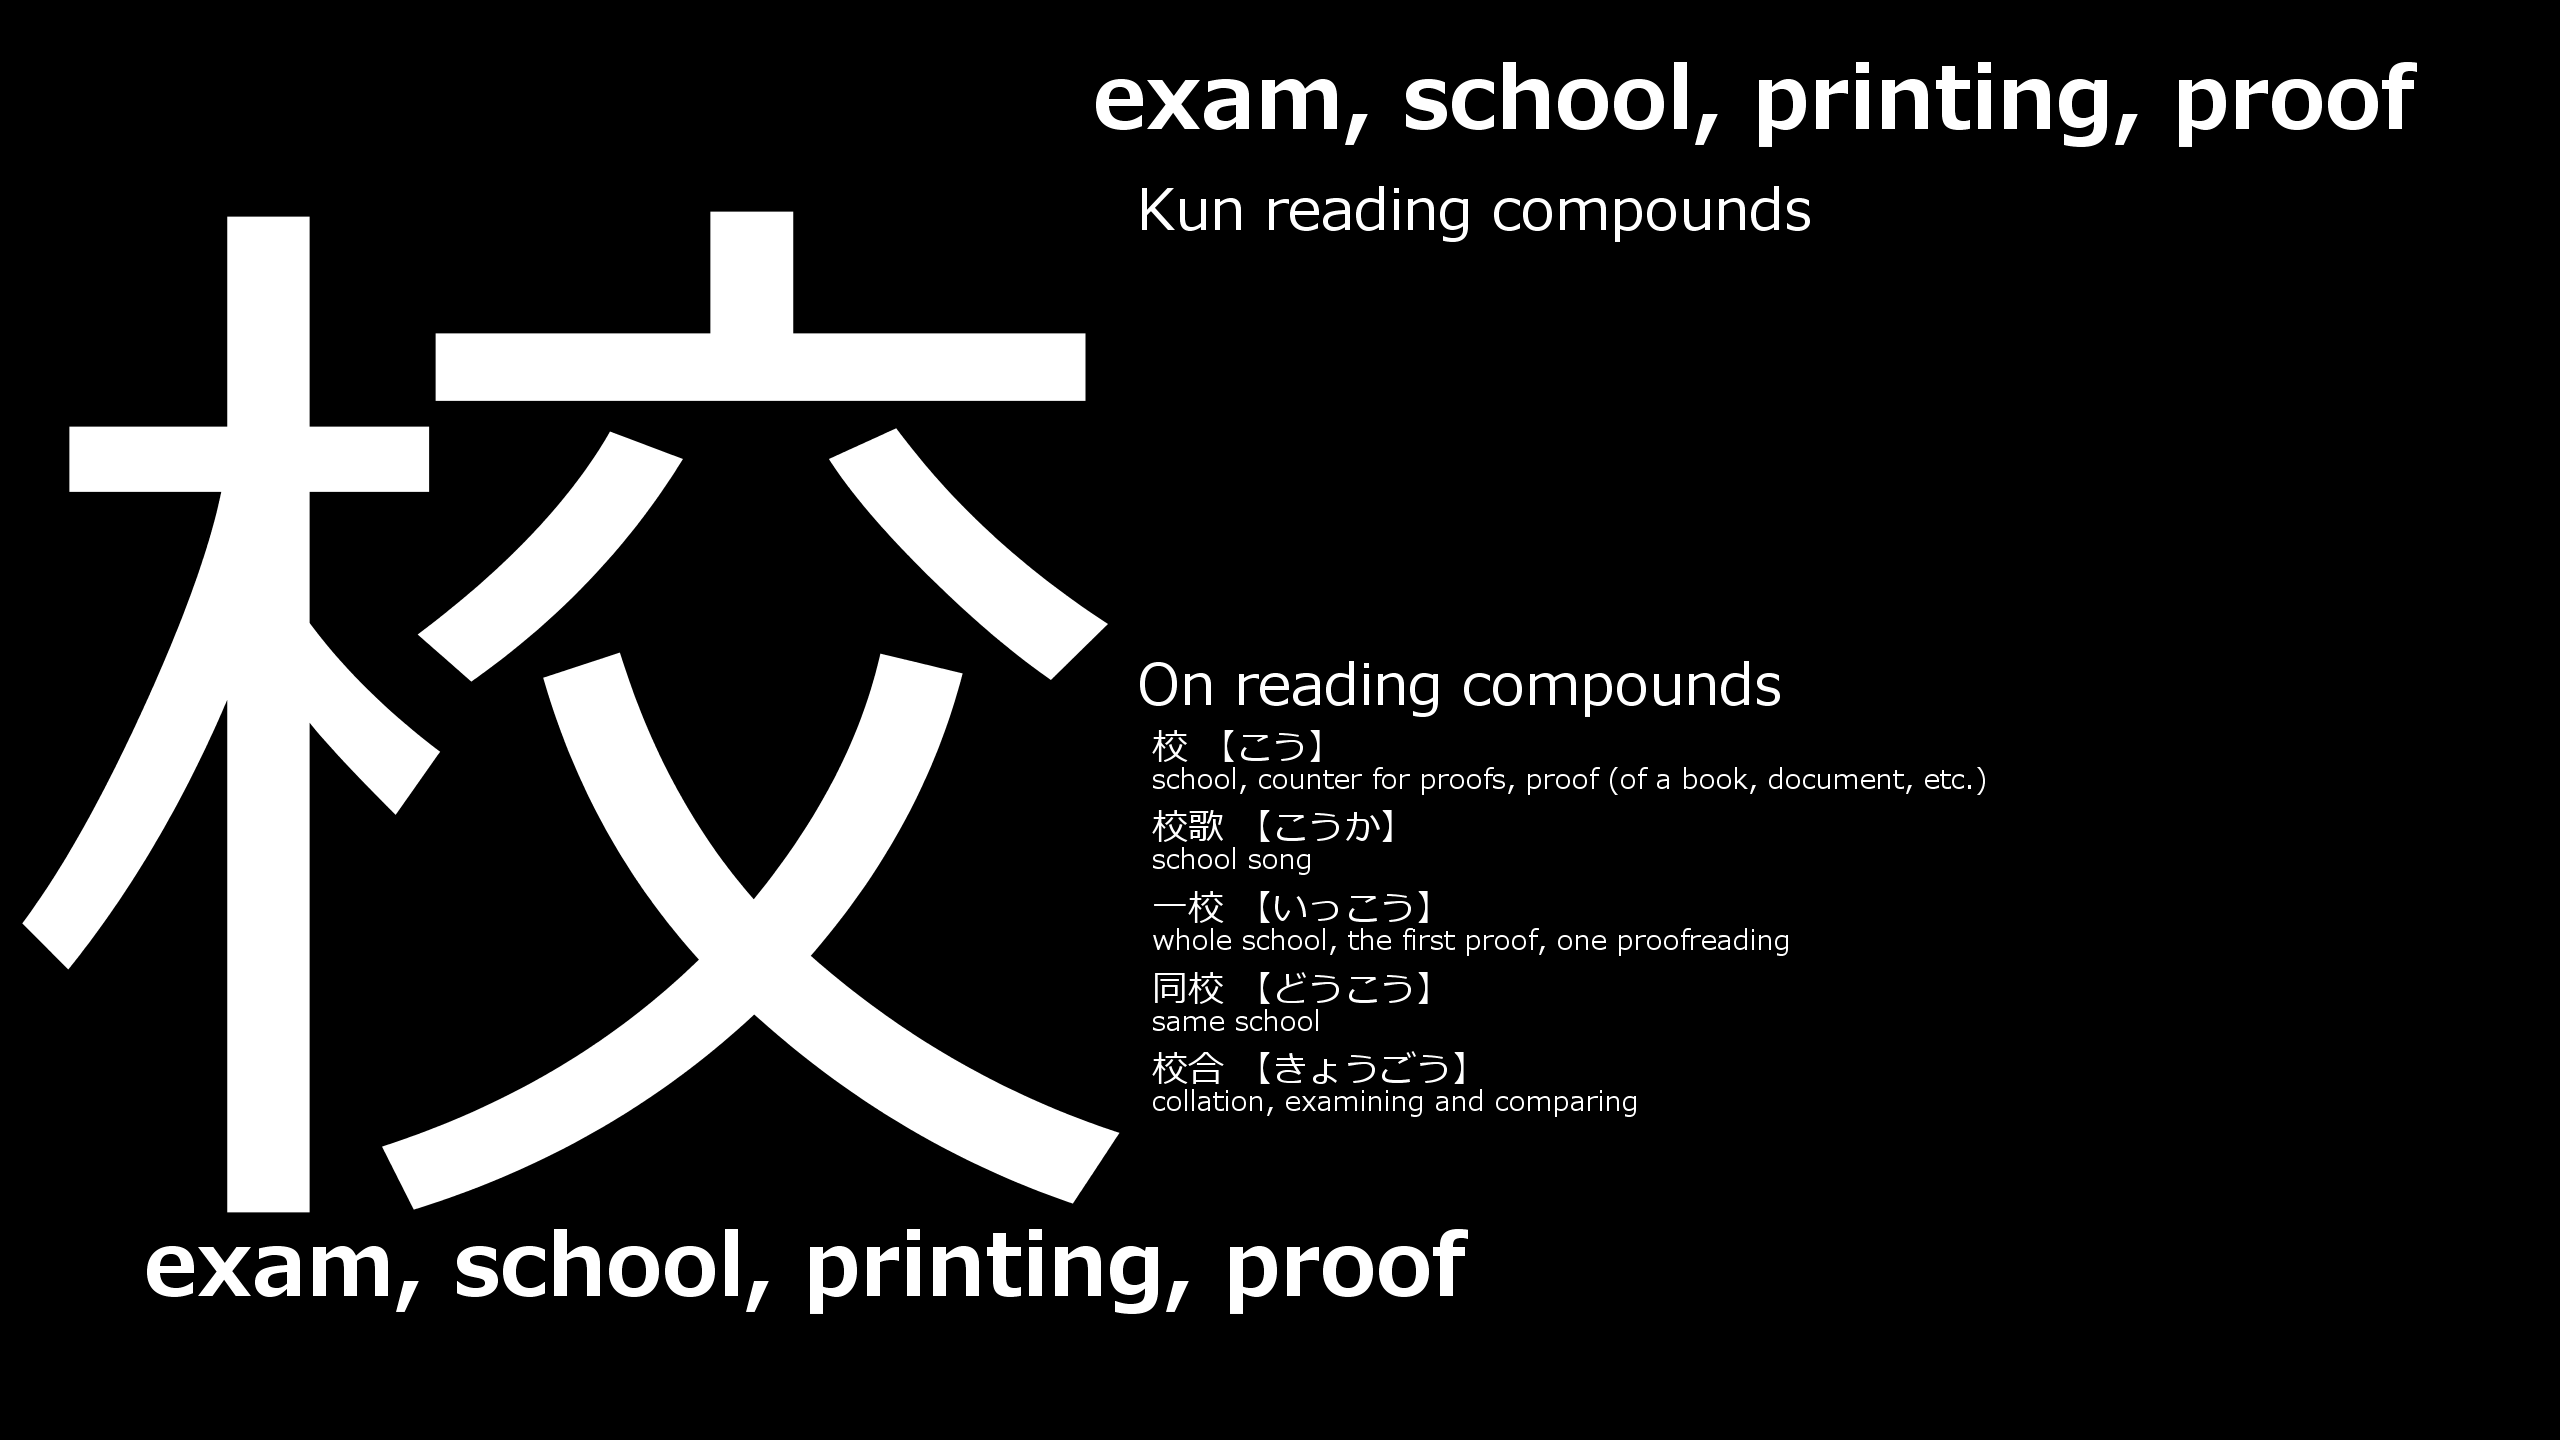 exam, school, printing, proof
校
Kun reading compounds
On reading compounds
校 【こう】
school, counter for proofs, proof (of a book, document, etc.)
校歌 【こうか】
school song
一校 【いっこう】
whole school, the first proof, one proofreading
同校 【どうこう】
same school
校合 【きょうごう】
collation, examining and comparing
exam, school, printing, proof